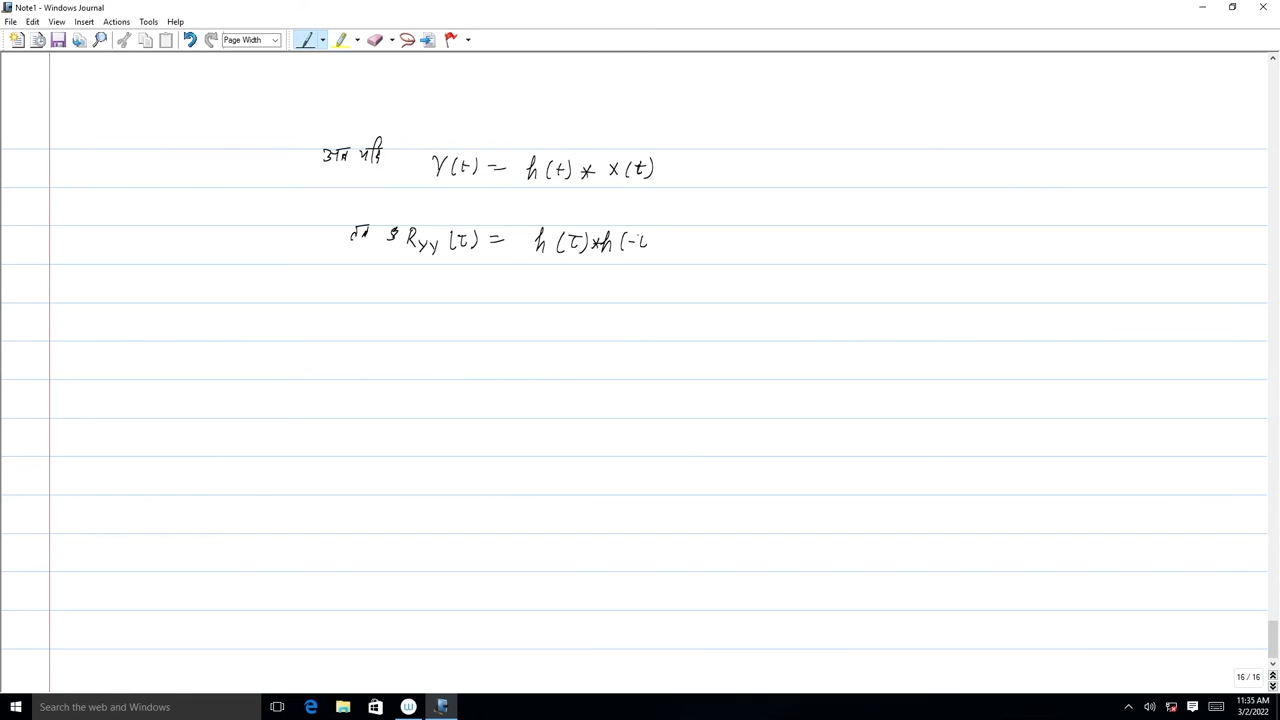 Note1 - Windows Journal
File Edit View Insert Actions Tools Help
Page Width
अब यदि Y(t) = h(t) * X(t)
तब R_YY(τ) = h(τ)*h(-τ
16 / 16
Search the web and Windows
11:35 AM
3/2/2022